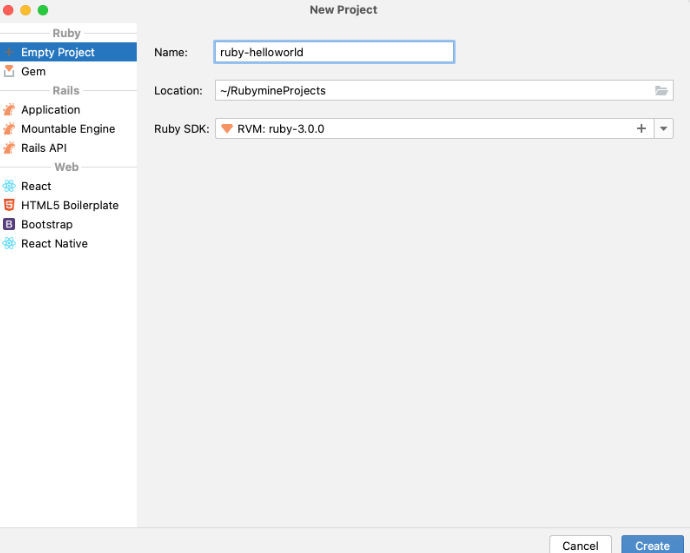 New Project
Ruby
Empty Project
Gem
Rails
Application
Mountable Engine
Rails API
Web
React
HTML5 Boilerplate
Bootstrap
React Native
Name: ruby-helloworld
Location: ~/RubymineProjects
Ruby SDK: RVM: ruby-3.0.0
Cancel Create